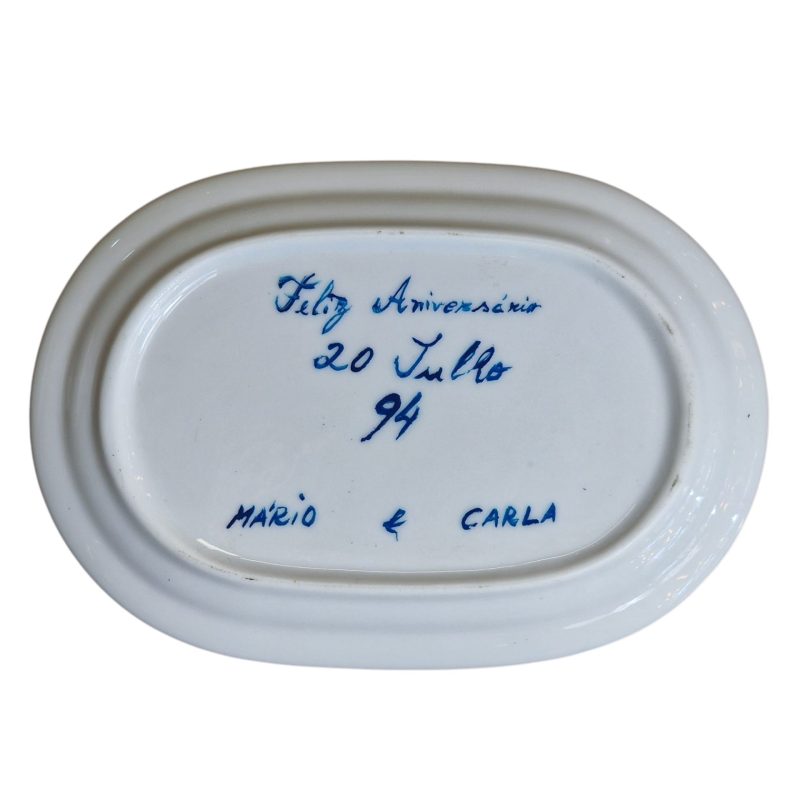 Feliz Aniversário
20 Julho
94
MÁRIO & CARLA